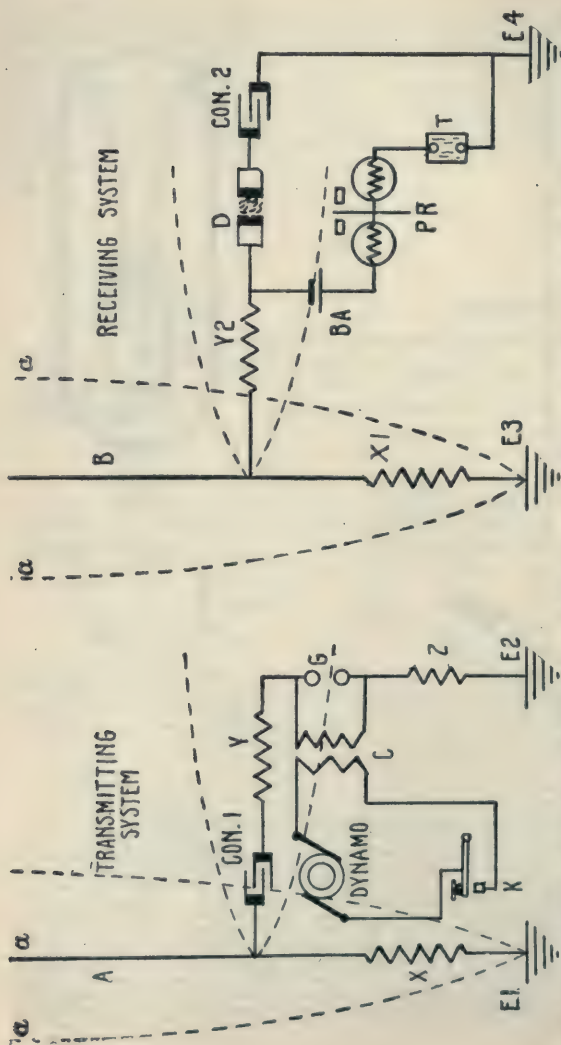 TRANSMITTING
SYSTEM
a
a
A
CON. 1
Y
G
C
DYNAMO
X
K
Z
E1
E2
RECEIVING SYSTEM
a
a
B
Y2
D
CON. 2
BA
PR
T
X1
E3
E4